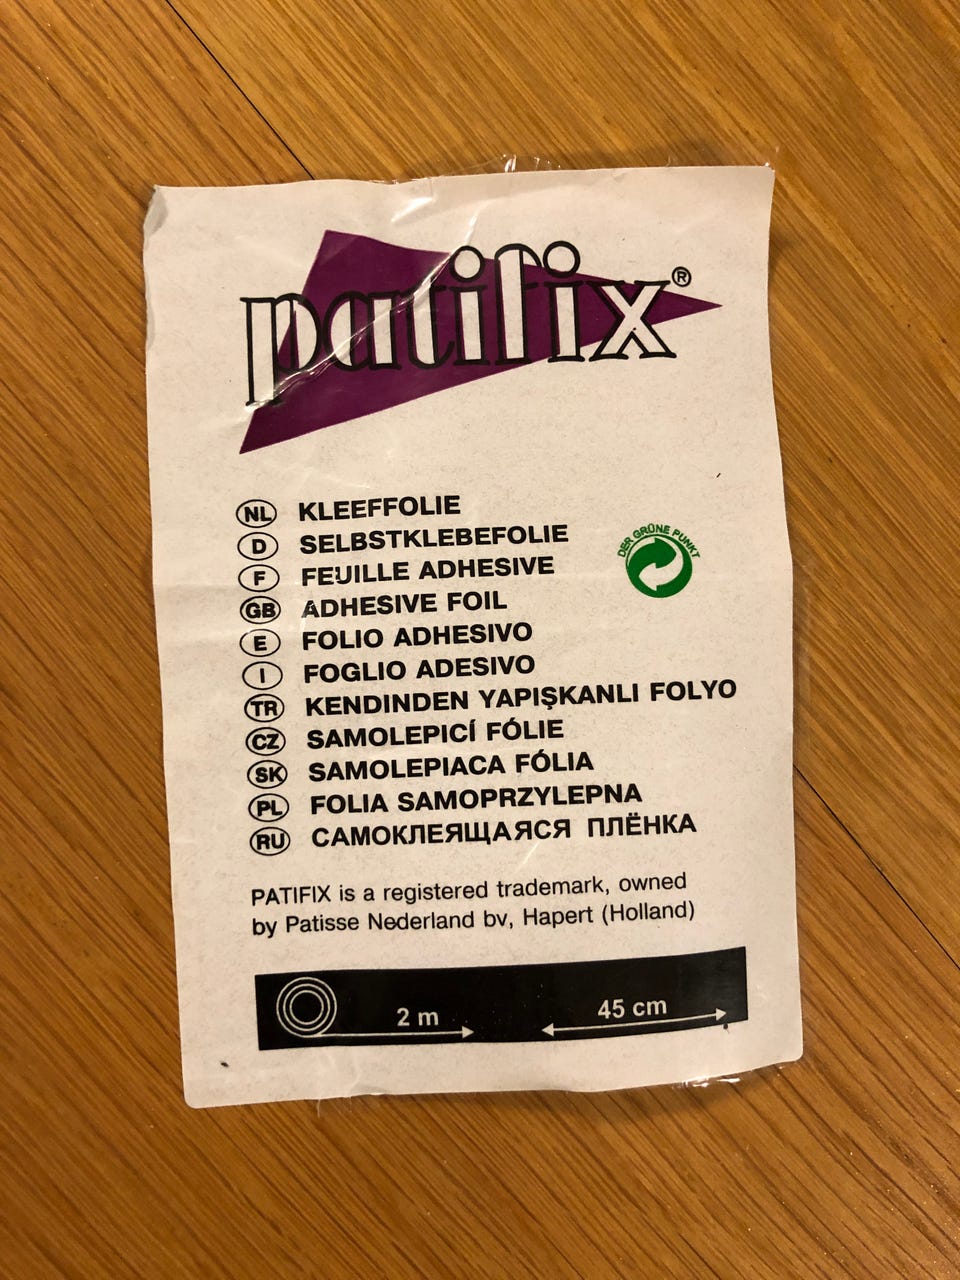 patifix®
NL KLEEFFOLIE
D SELBSTKLEBEFOLIE
F FEUILLE ADHESIVE
GB ADHESIVE FOIL
E FOLIO ADHESIVO
I FOGLIO ADESIVO
TR KENDINDEN YAPIŞKANLI FOLYO
CZ SAMOLEPICÍ FÓLIE
SK SAMOLEPIACA FÓLIA
PL FOLIA SAMOPRZYLEPNA
RU САМОКЛЕЯЩАЯСЯ ПЛЁНКА
DER GRÜNE PUNKT
PATIFIX is a registered trademark, owned
by Patisse Nederland bv, Hapert (Holland)
2 m 45 cm